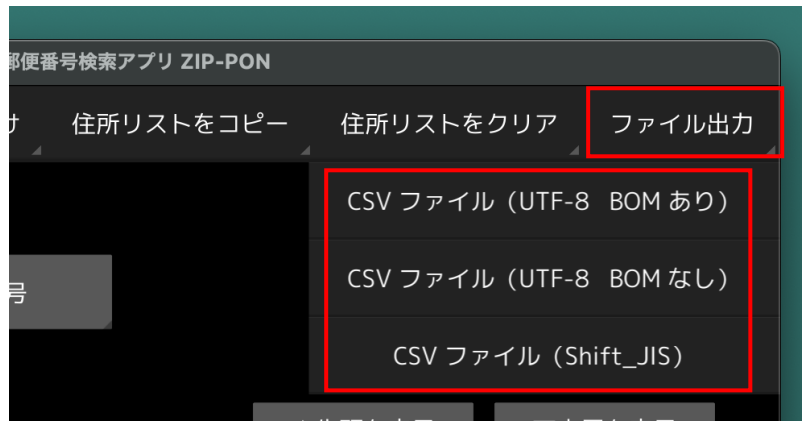 郵便番号検索アプリ ZIP-PON
住所リストをコピー 住所リストをクリア ファイル出力
CSV ファイル（UTF-8 BOM あり）
CSV ファイル（UTF-8 BOM なし）
号
CSV ファイル（Shift_JIS）